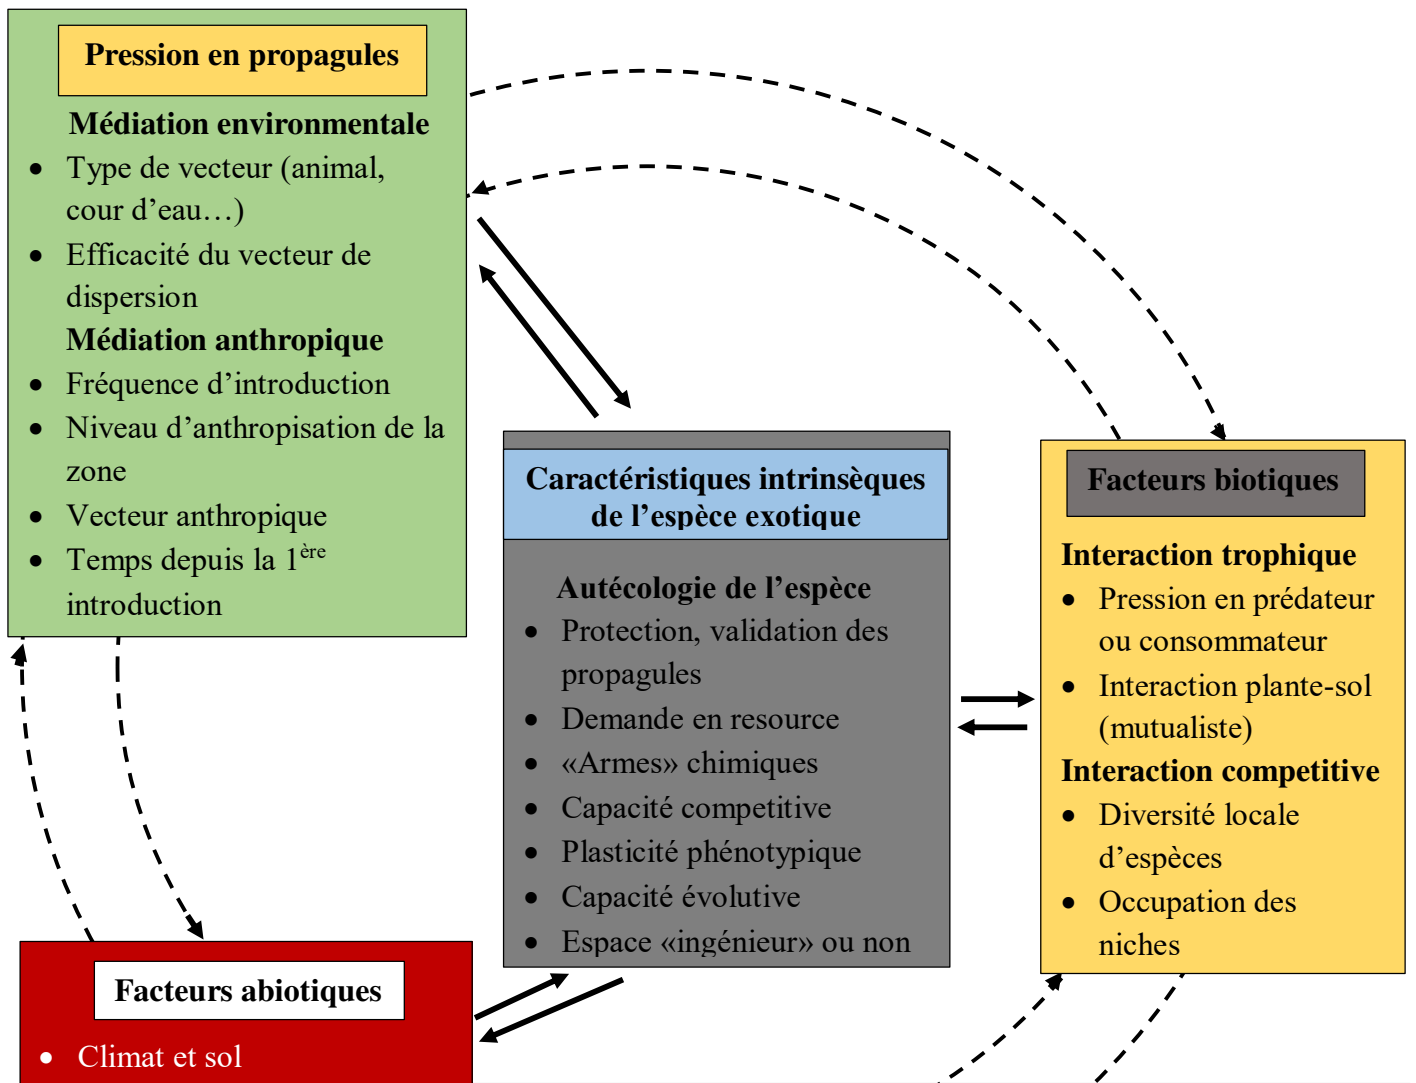 Pression en propagules
Médiation environmentale
• Type de vecteur (animal,
cour d’eau…)
• Efficacité du vecteur de
dispersion
Médiation anthropique
• Fréquence d’introduction
• Niveau d’anthropisation de la
zone
• Vecteur anthropique
• Temps depuis la 1ère
introduction
Caractéristiques intrinsèques
de l’espèce exotique
Autécologie de l’espèce
• Protection, validation des
propagules
• Demande en resource
• «Armes» chimiques
• Capacité competitive
• Plasticité phénotypique
• Capacité évolutive
• Espace «ingénieur» ou non
Facteurs biotiques
Interaction trophique
• Pression en prédateur
ou consommateur
• Interaction plante-sol
(mutualiste)
Interaction competitive
• Diversité locale
d’espèces
• Occupation des
niches
Facteurs abiotiques
• Climat et sol